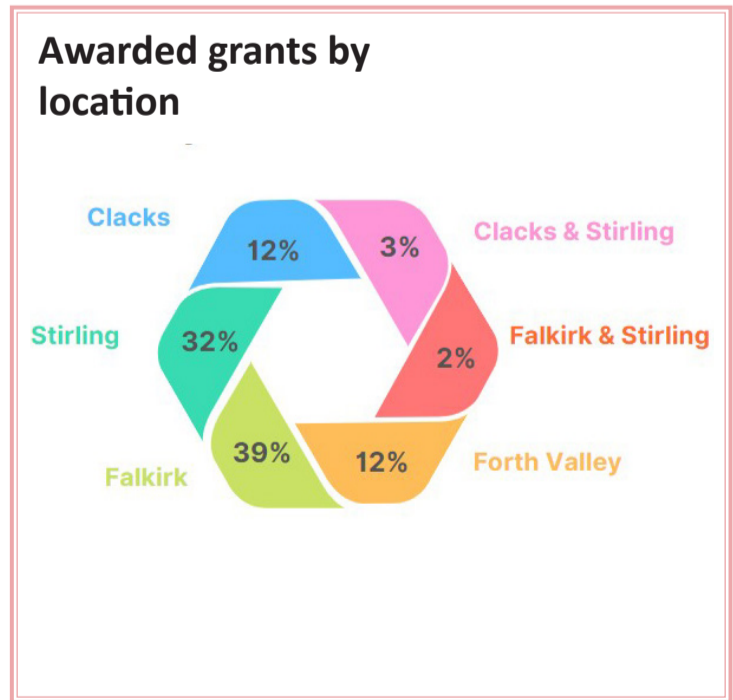 Awarded grants by
location
Clacks
12%
3%
Clacks & Stirling
Stirling
32%
2%
Falkirk & Stirling
Falkirk
39%
12%
Forth Valley